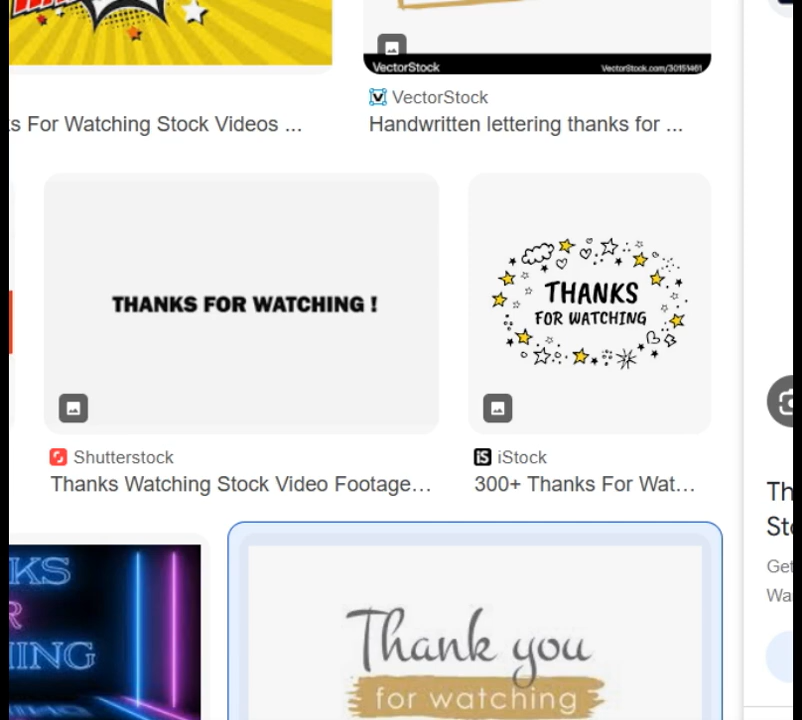 VectorStock
VectorStock.com/30151461
VectorStock
s For Watching Stock Videos ...
Handwritten lettering thanks for ...
THANKS FOR WATCHING !
THANKS
FOR WATCHING
Shutterstock
iS iStock
Thanks Watching Stock Video Footage...
300+ Thanks For Wat...
Th
Sto
Get
Wa
KS
R
ING
Thank you
for watching